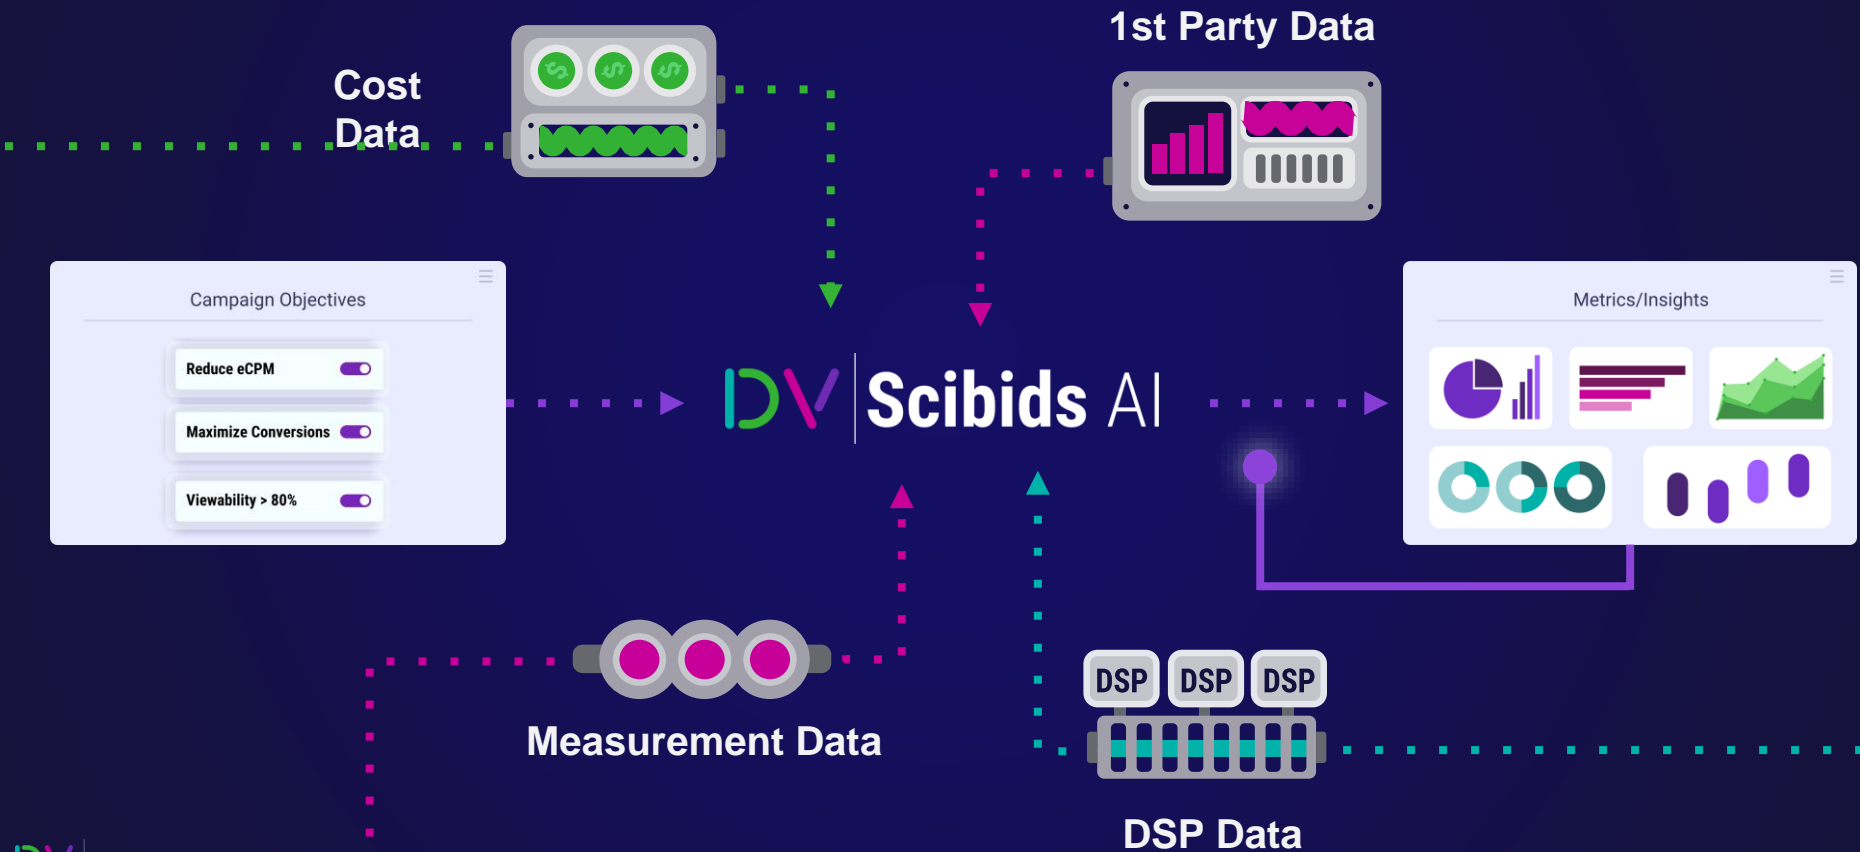 1st Party Data
Cost
Data
Campaign Objectives
Reduce eCPM
Maximize Conversions
Viewability > 80%
DV Scibids AI
Metrics/Insights
Measurement Data
DSP DSP DSP
DSP Data
DV